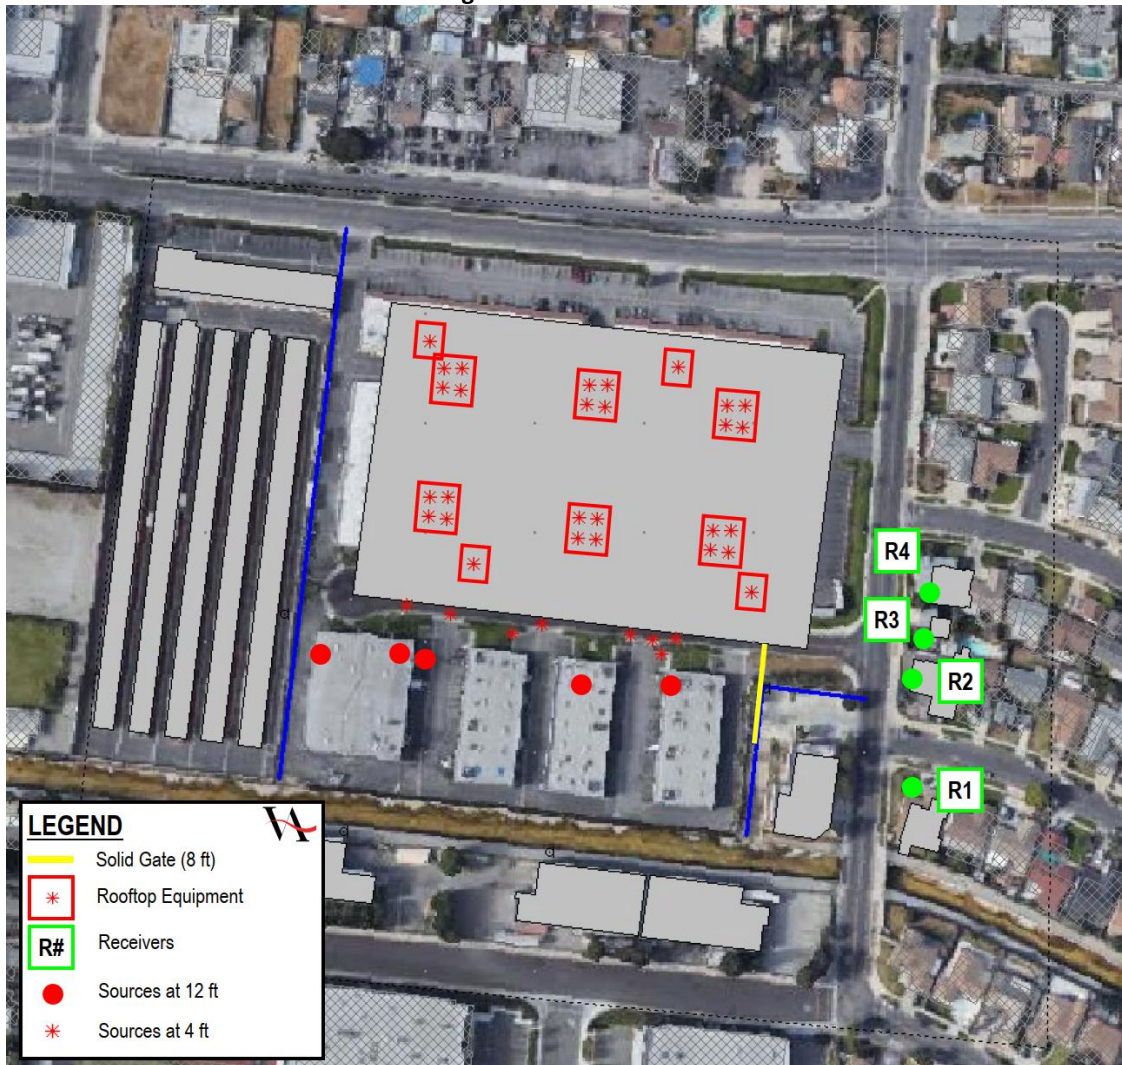 R4
R3
R2
R1
LEGEND
VA
Solid Gate (8 ft)
Rooftop Equipment
R# Receivers
Sources at 12 ft
Sources at 4 ft